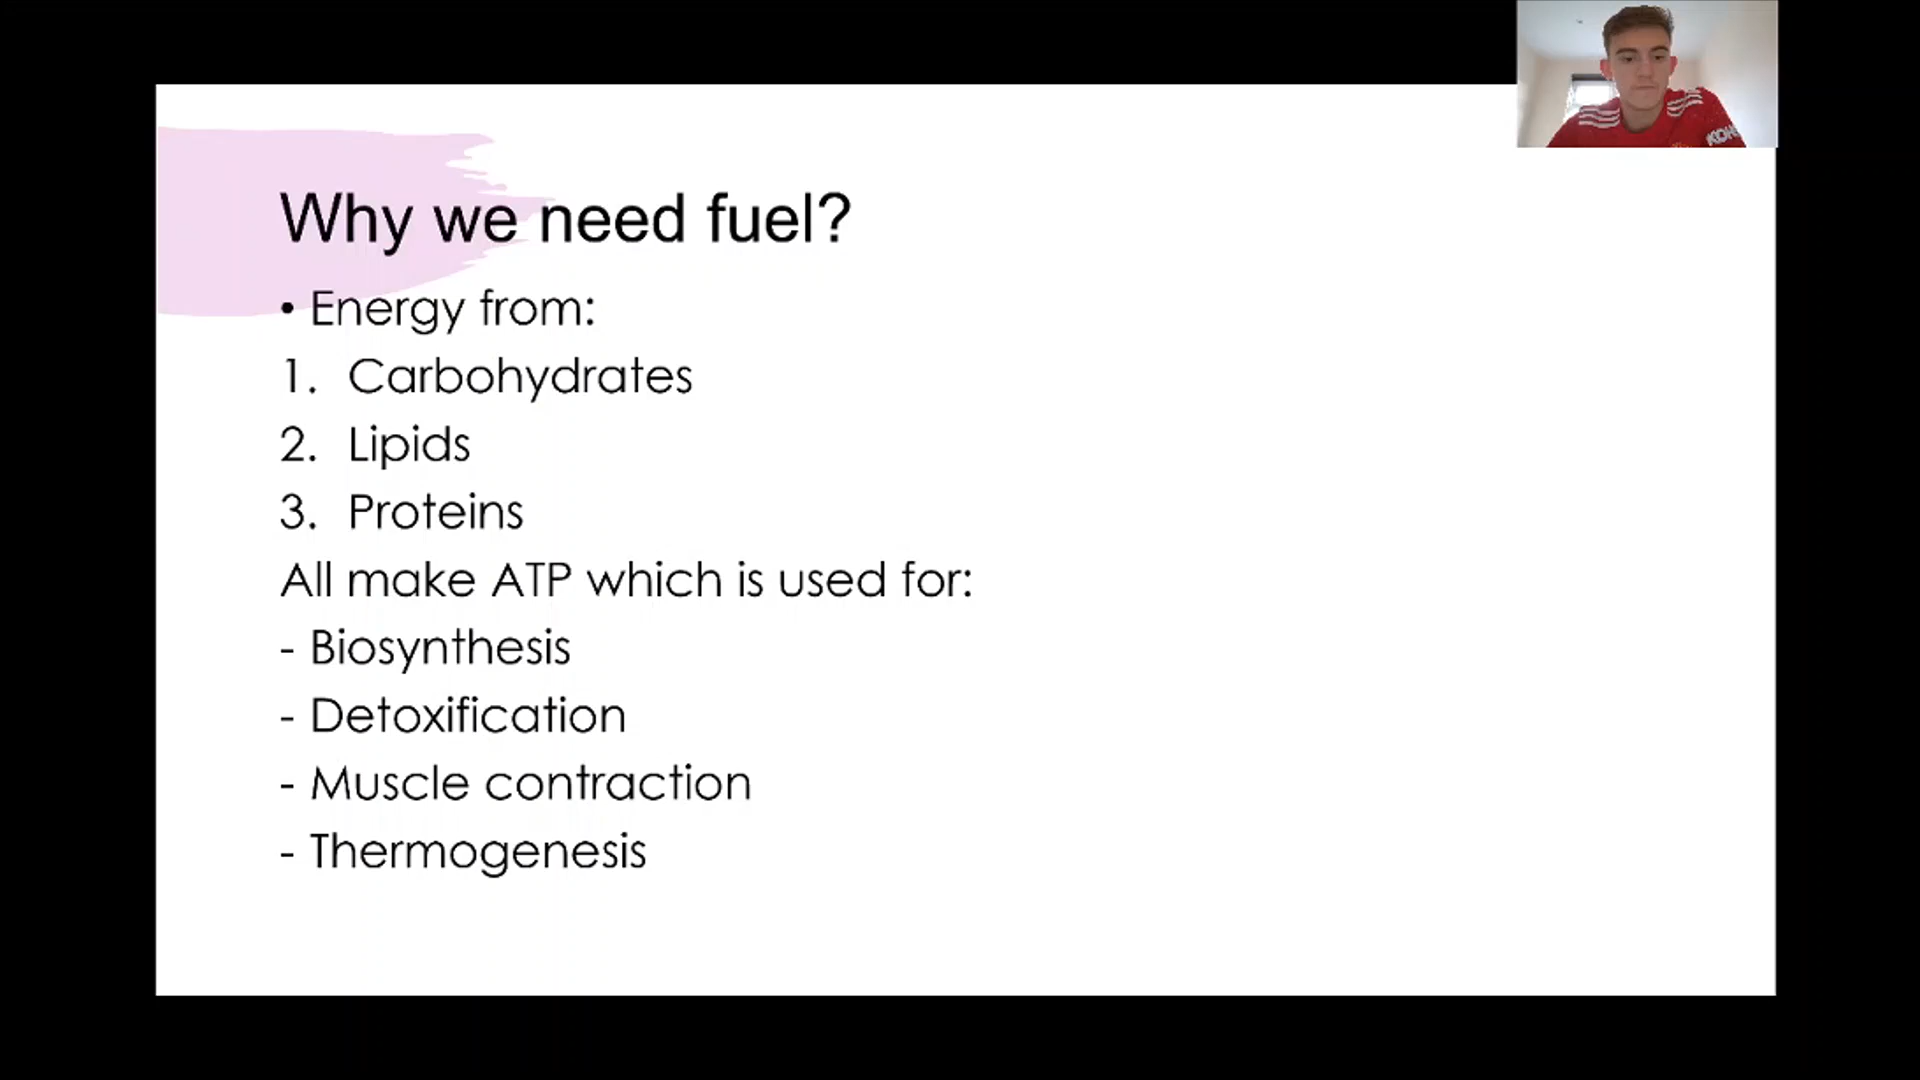 Why we need fuel?
• Energy from:
1. Carbohydrates
2. Lipids
3. Proteins
All make ATP which is used for:
- Biosynthesis
- Detoxification
- Muscle contraction
- Thermogenesis